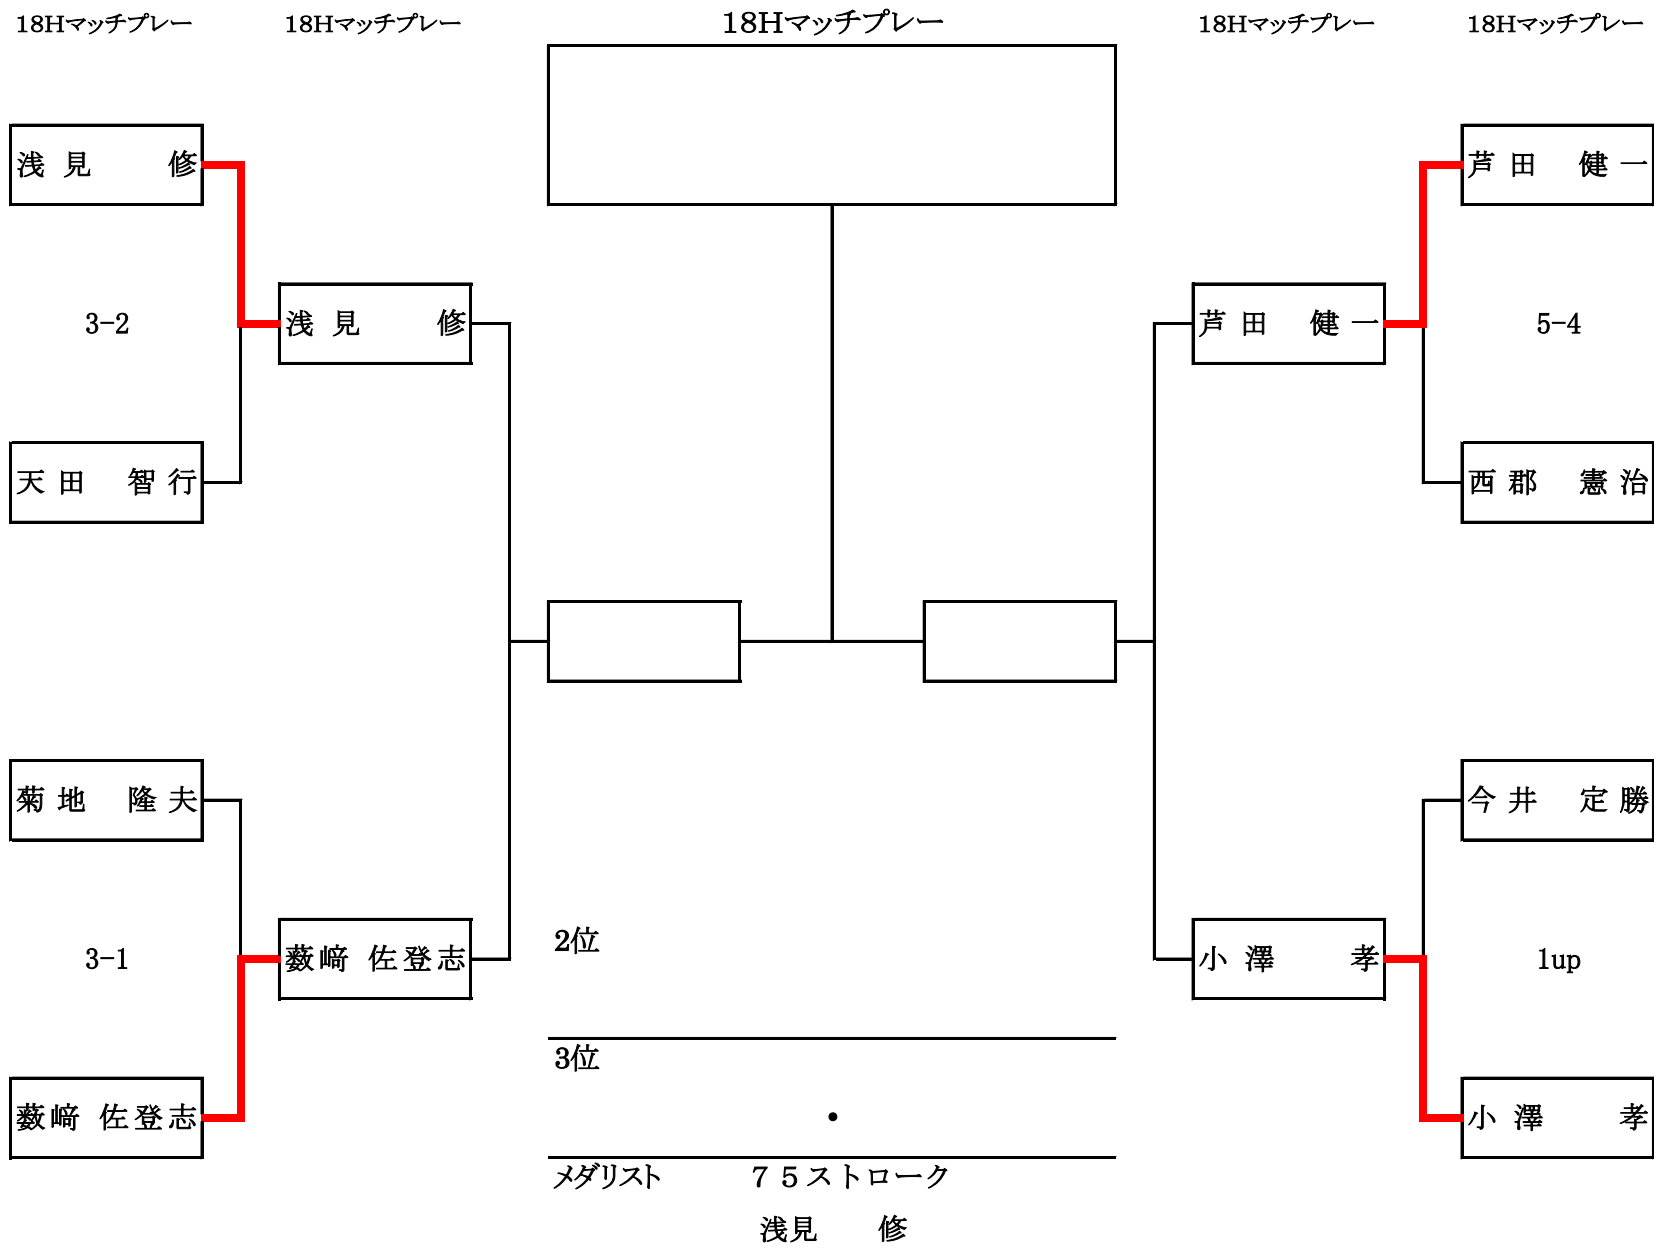 18Hマッチプレー 18Hマッチプレー 18Hマッチプレー 18Hマッチプレー 18Hマッチプレー
浅見 修
芦田 健一
3-2
浅見 修
芦田 健一
5-4
天田 智行
西郡 憲治
菊地 隆夫
今井 定勝
3-1
薮﨑 佐登志
2位
小澤 孝
1up
3位
薮﨑 佐登志
・
小澤 孝
メダリスト 75ストローク
浅見 修